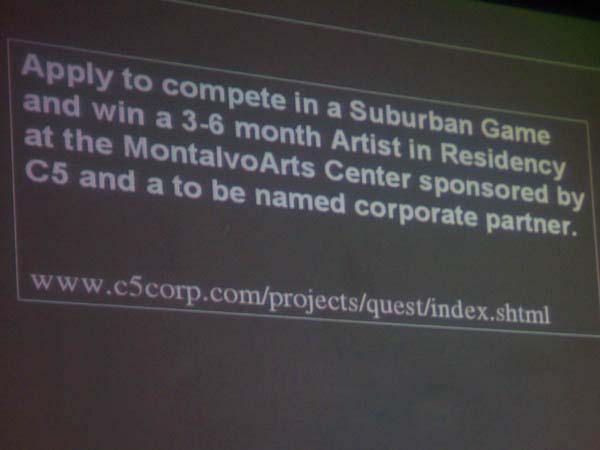 Apply to compete in a Suburban Game
and win a 3-6 month Artist in Residency
at the MontalvoArts Center sponsored by
C5 and a to be named corporate partner.
www.c5corp.com/projects/quest/index.shtml